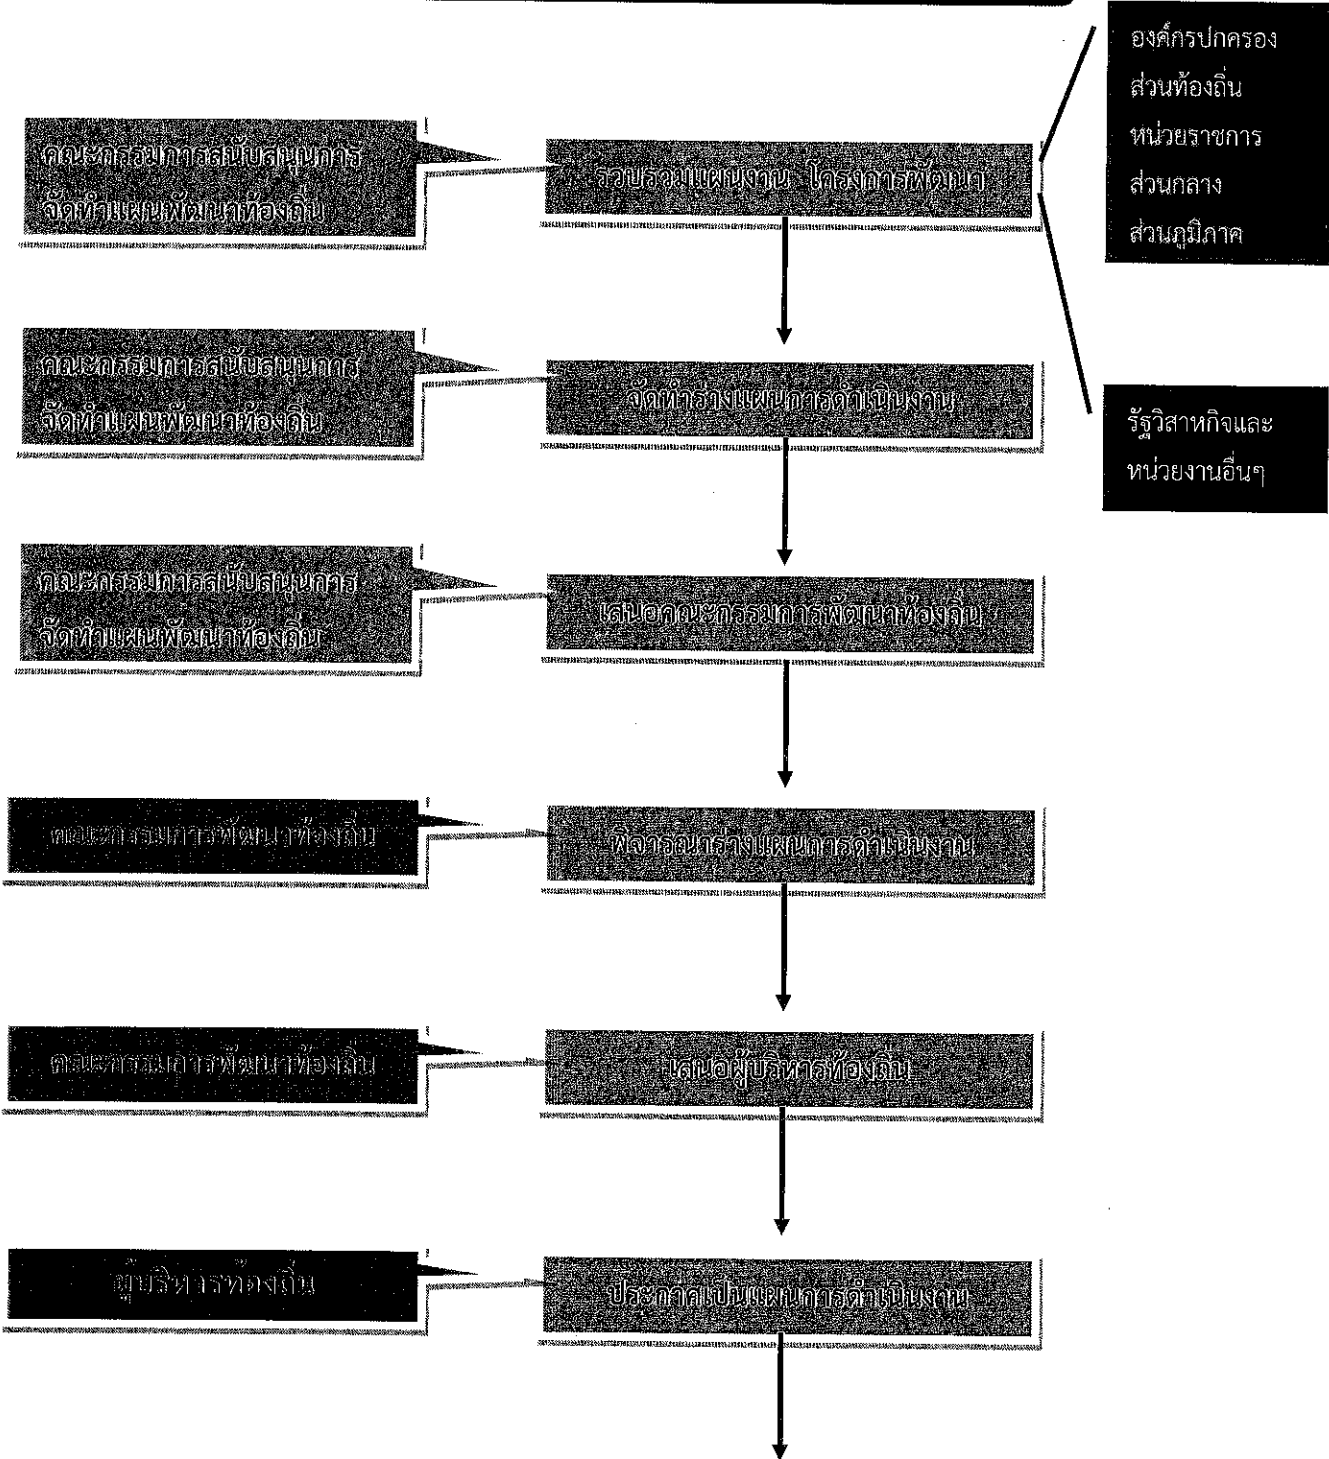 องค์กรปกครอง
ส่วนท้องถิ่น
หน่วยราชการ
ส่วนกลาง
ส่วนภูมิภาค
คณะกรรมการสนับสนุนการ
จัดทำแผนพัฒนาท้องถิ่น
รวบรวมแผนงาน โครงการพัฒนา
คณะกรรมการสนับสนุนการ
จัดทำแผนพัฒนาท้องถิ่น
จัดทำร่างแผนการดำเนินงาน
รัฐวิสาหกิจและ
หน่วยงานอื่นๆ
คณะกรรมการสนับสนุนการ
จัดทำแผนพัฒนาท้องถิ่น
เสนอคณะกรรมการพัฒนาท้องถิ่น
คณะกรรมการพัฒนาท้องถิ่น
พิจารณาร่างแผนการดำเนินงาน
คณะกรรมการพัฒนาท้องถิ่น
เสนอผู้บริหารท้องถิ่น
ผู้บริหารท้องถิ่น
ประกาศเป็นแผนการดำเนินงาน